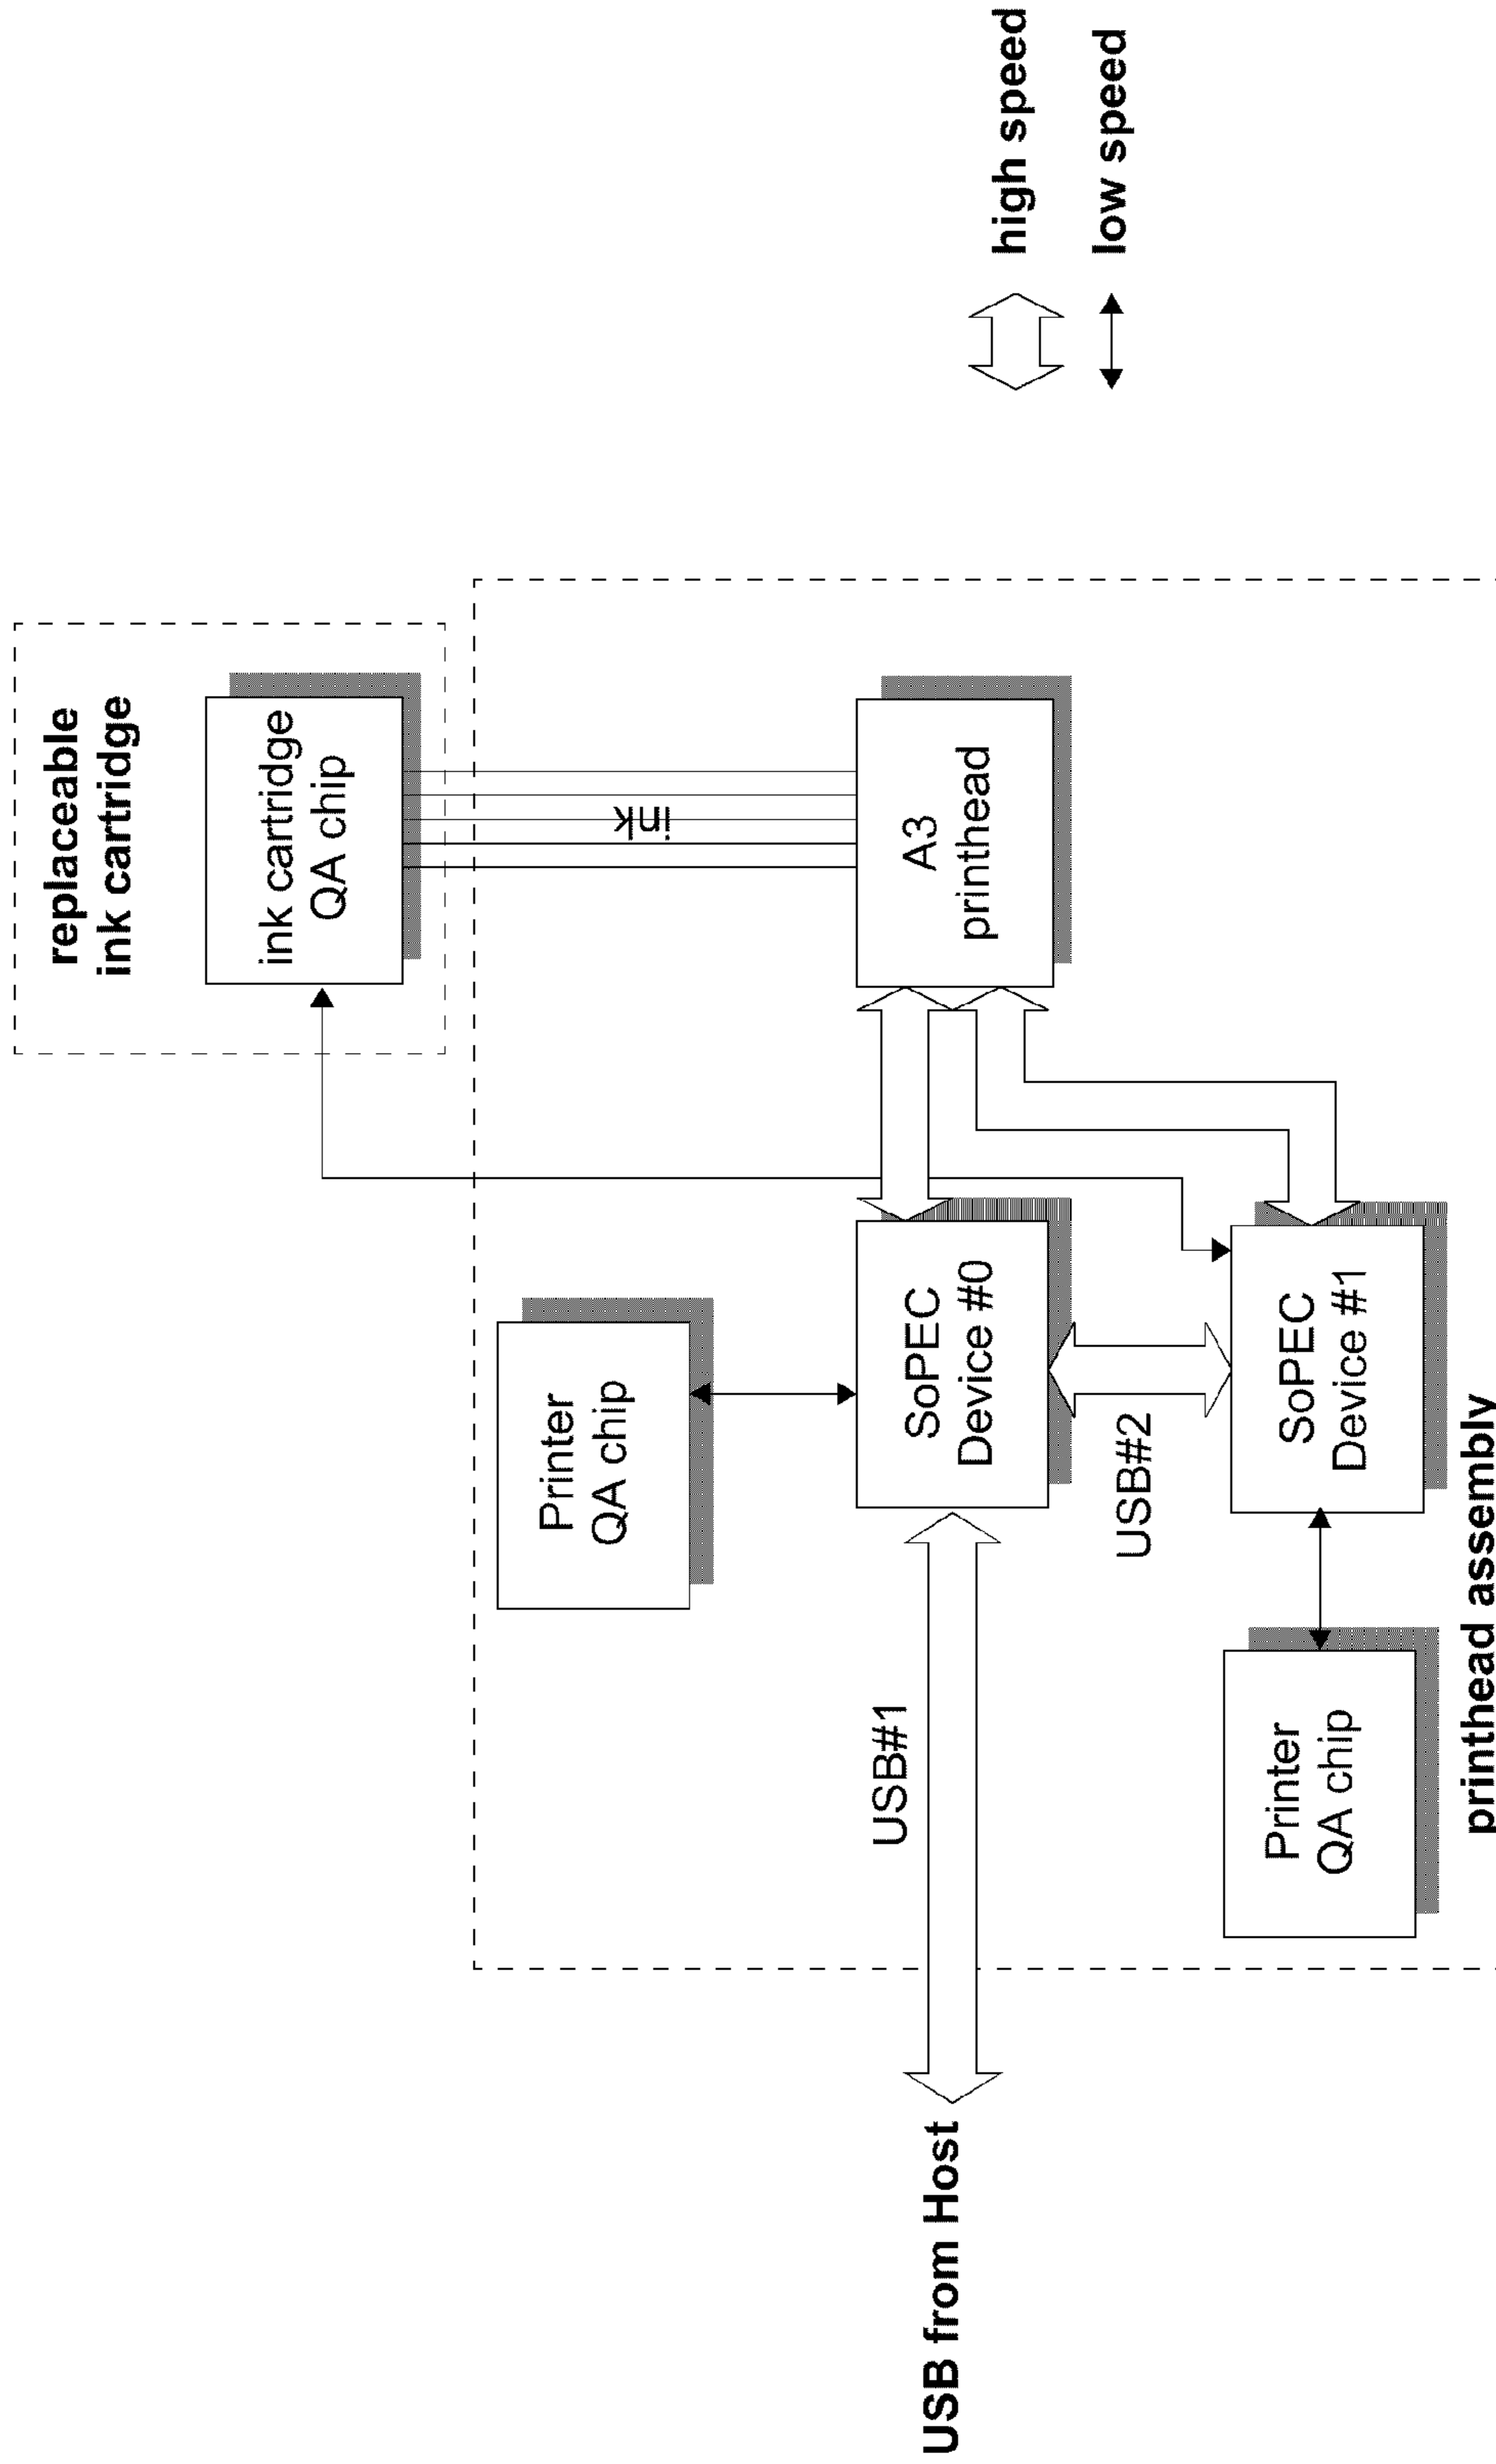 replaceable
ink cartridge
ink cartridge
QA chip
ink
Printer
QA chip
USB#1
SoPEC
Device #0
A3
printhead
USB from Host
USB#2
Printer
QA chip
SoPEC
Device #1
printhead assembly
high speed
low speed